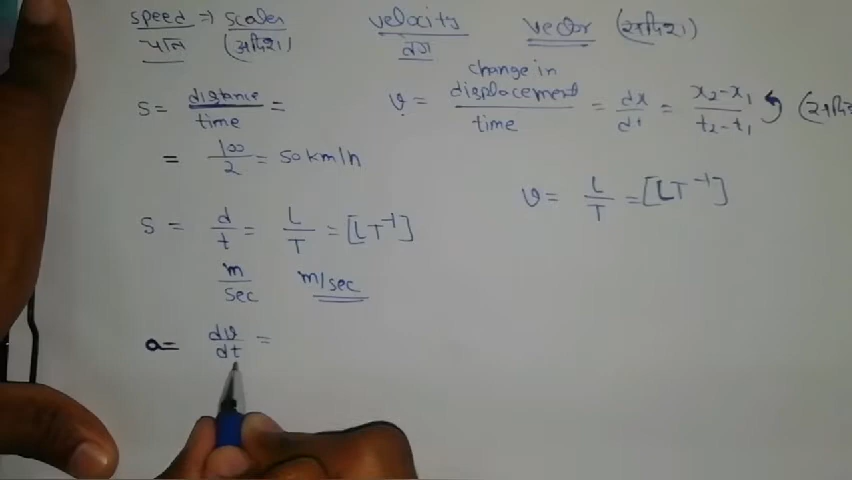 speed => scaler velocity vector (सदिश)
चाल (अदिश) वेग
S = distance/time = v = change in displacement/time = dx/dt = (x₂-x₁)/(t₂-t₁)
= 100/2 = 50 km/h
S = d/t = L/T = [LT⁻¹] v = L/T = [LT⁻¹]
m/sec m/sec
a = dv/dt =